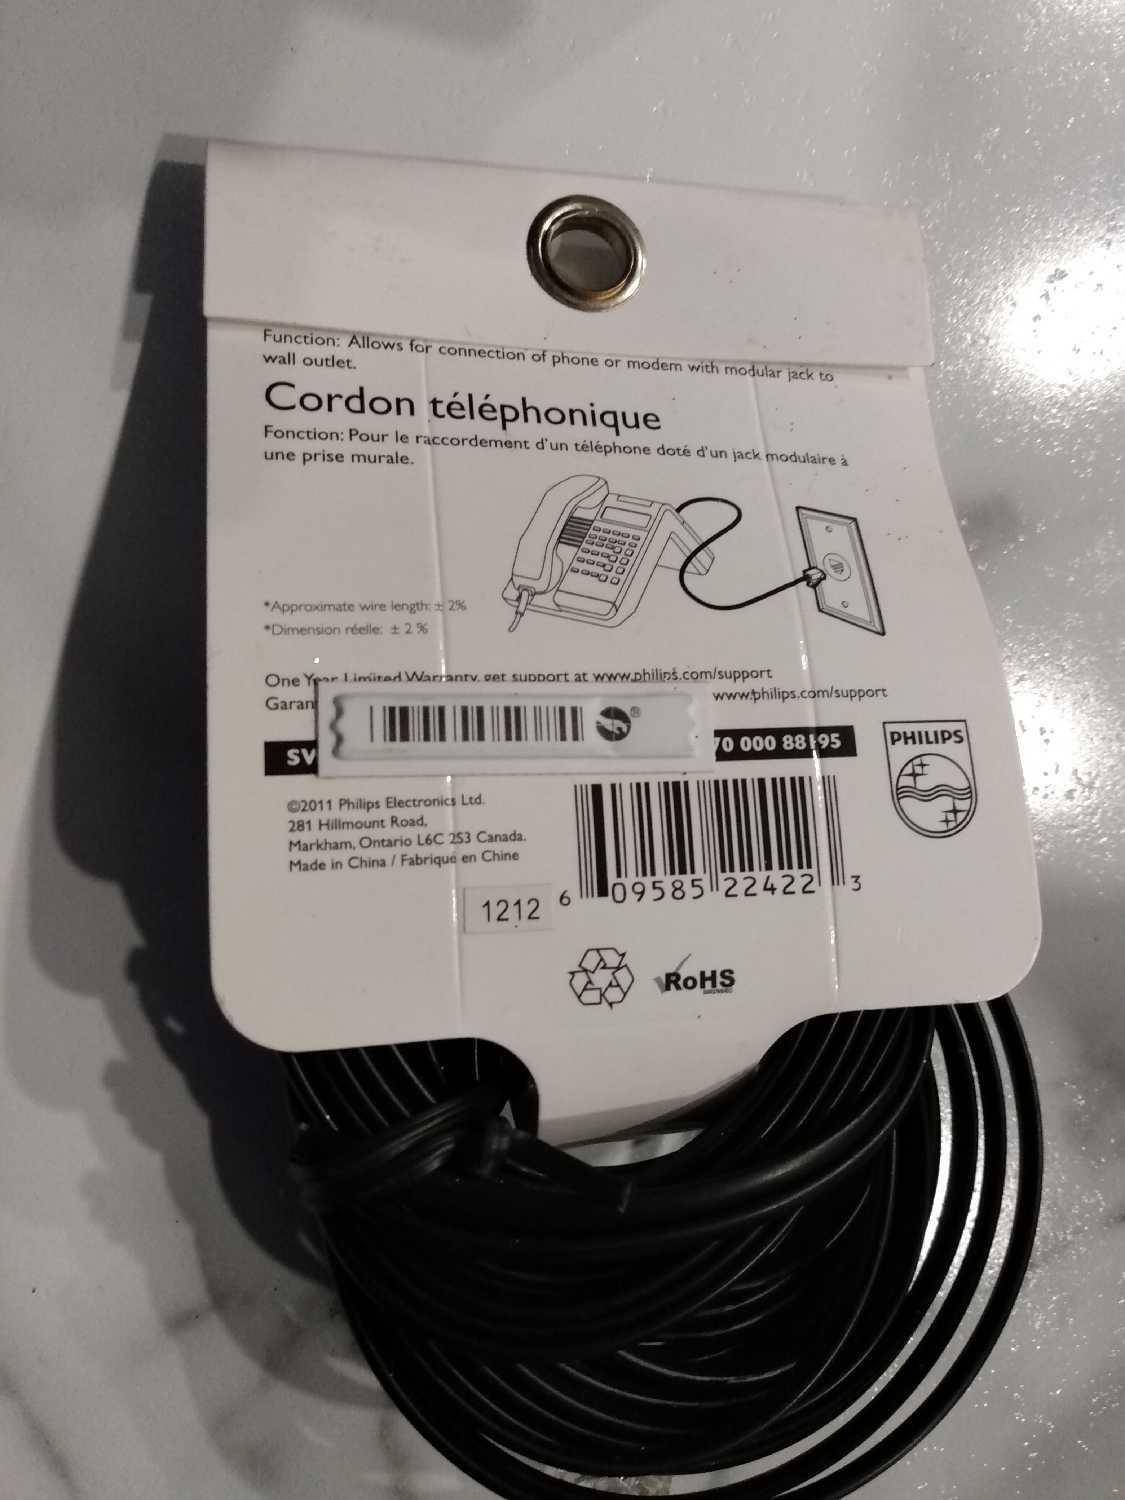 Function: Allows for connection of phone or modem with modular jack to
wall outlet.
Cordon téléphonique
Fonction: Pour le raccordement d'un téléphone doté d'un jack modulaire à
une prise murale.
*Approximate wire length: ± 2%
*Dimension réelle: ± 2 %
One Year Limited Warranty, get support at www.philips.com/support
www.philips.com/support
®
PHILIPS
©2011 Philips Electronics Ltd.
281 Hillmount Road,
Markham, Ontario L6C 2S3 Canada.
Made in China / Fabriqué en Chine
1212
6 09585 22422 3
RoHS